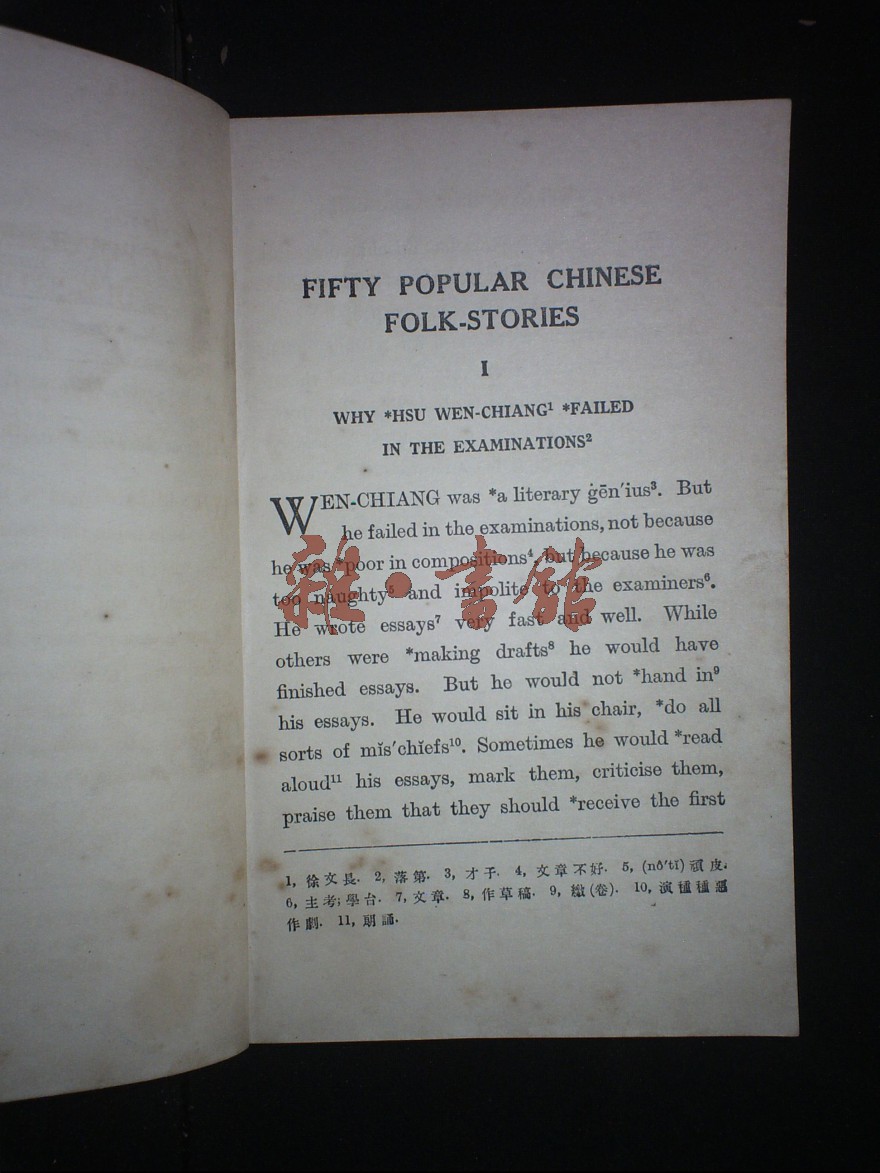 FIFTY POPULAR CHINESE
FOLK-STORIES
I
WHY *HSU WEN-CHIANG¹ *FAILED
IN THE EXAMINATIONS²
WEN-CHIANG was *a literary ġēn′ius³. But
he failed in the examinations, not because
he was *poor in compositions⁴, but because he was
too naughty⁵ and impolite to the examiners⁶.
He wrote essays⁷ very fast and well. While
others were *making drafts⁸ he would have
finished essays. But he would not *hand in⁹
his essays. He would sit in his chair, *do all
sorts of mĭs′chĭefs¹⁰. Sometimes he would *read
aloud¹¹ his essays, mark them, criticise them,
praise them that they should *receive the first
1, 徐文長. 2, 落第. 3, 才子. 4, 文章不好. 5, (nô′tĭ) 頑皮.
6, 主考; 學台. 7, 文章. 8, 作草稿. 9, 繳(卷). 10, 演種種惡
作劇. 11, 朗誦.
雜·書館